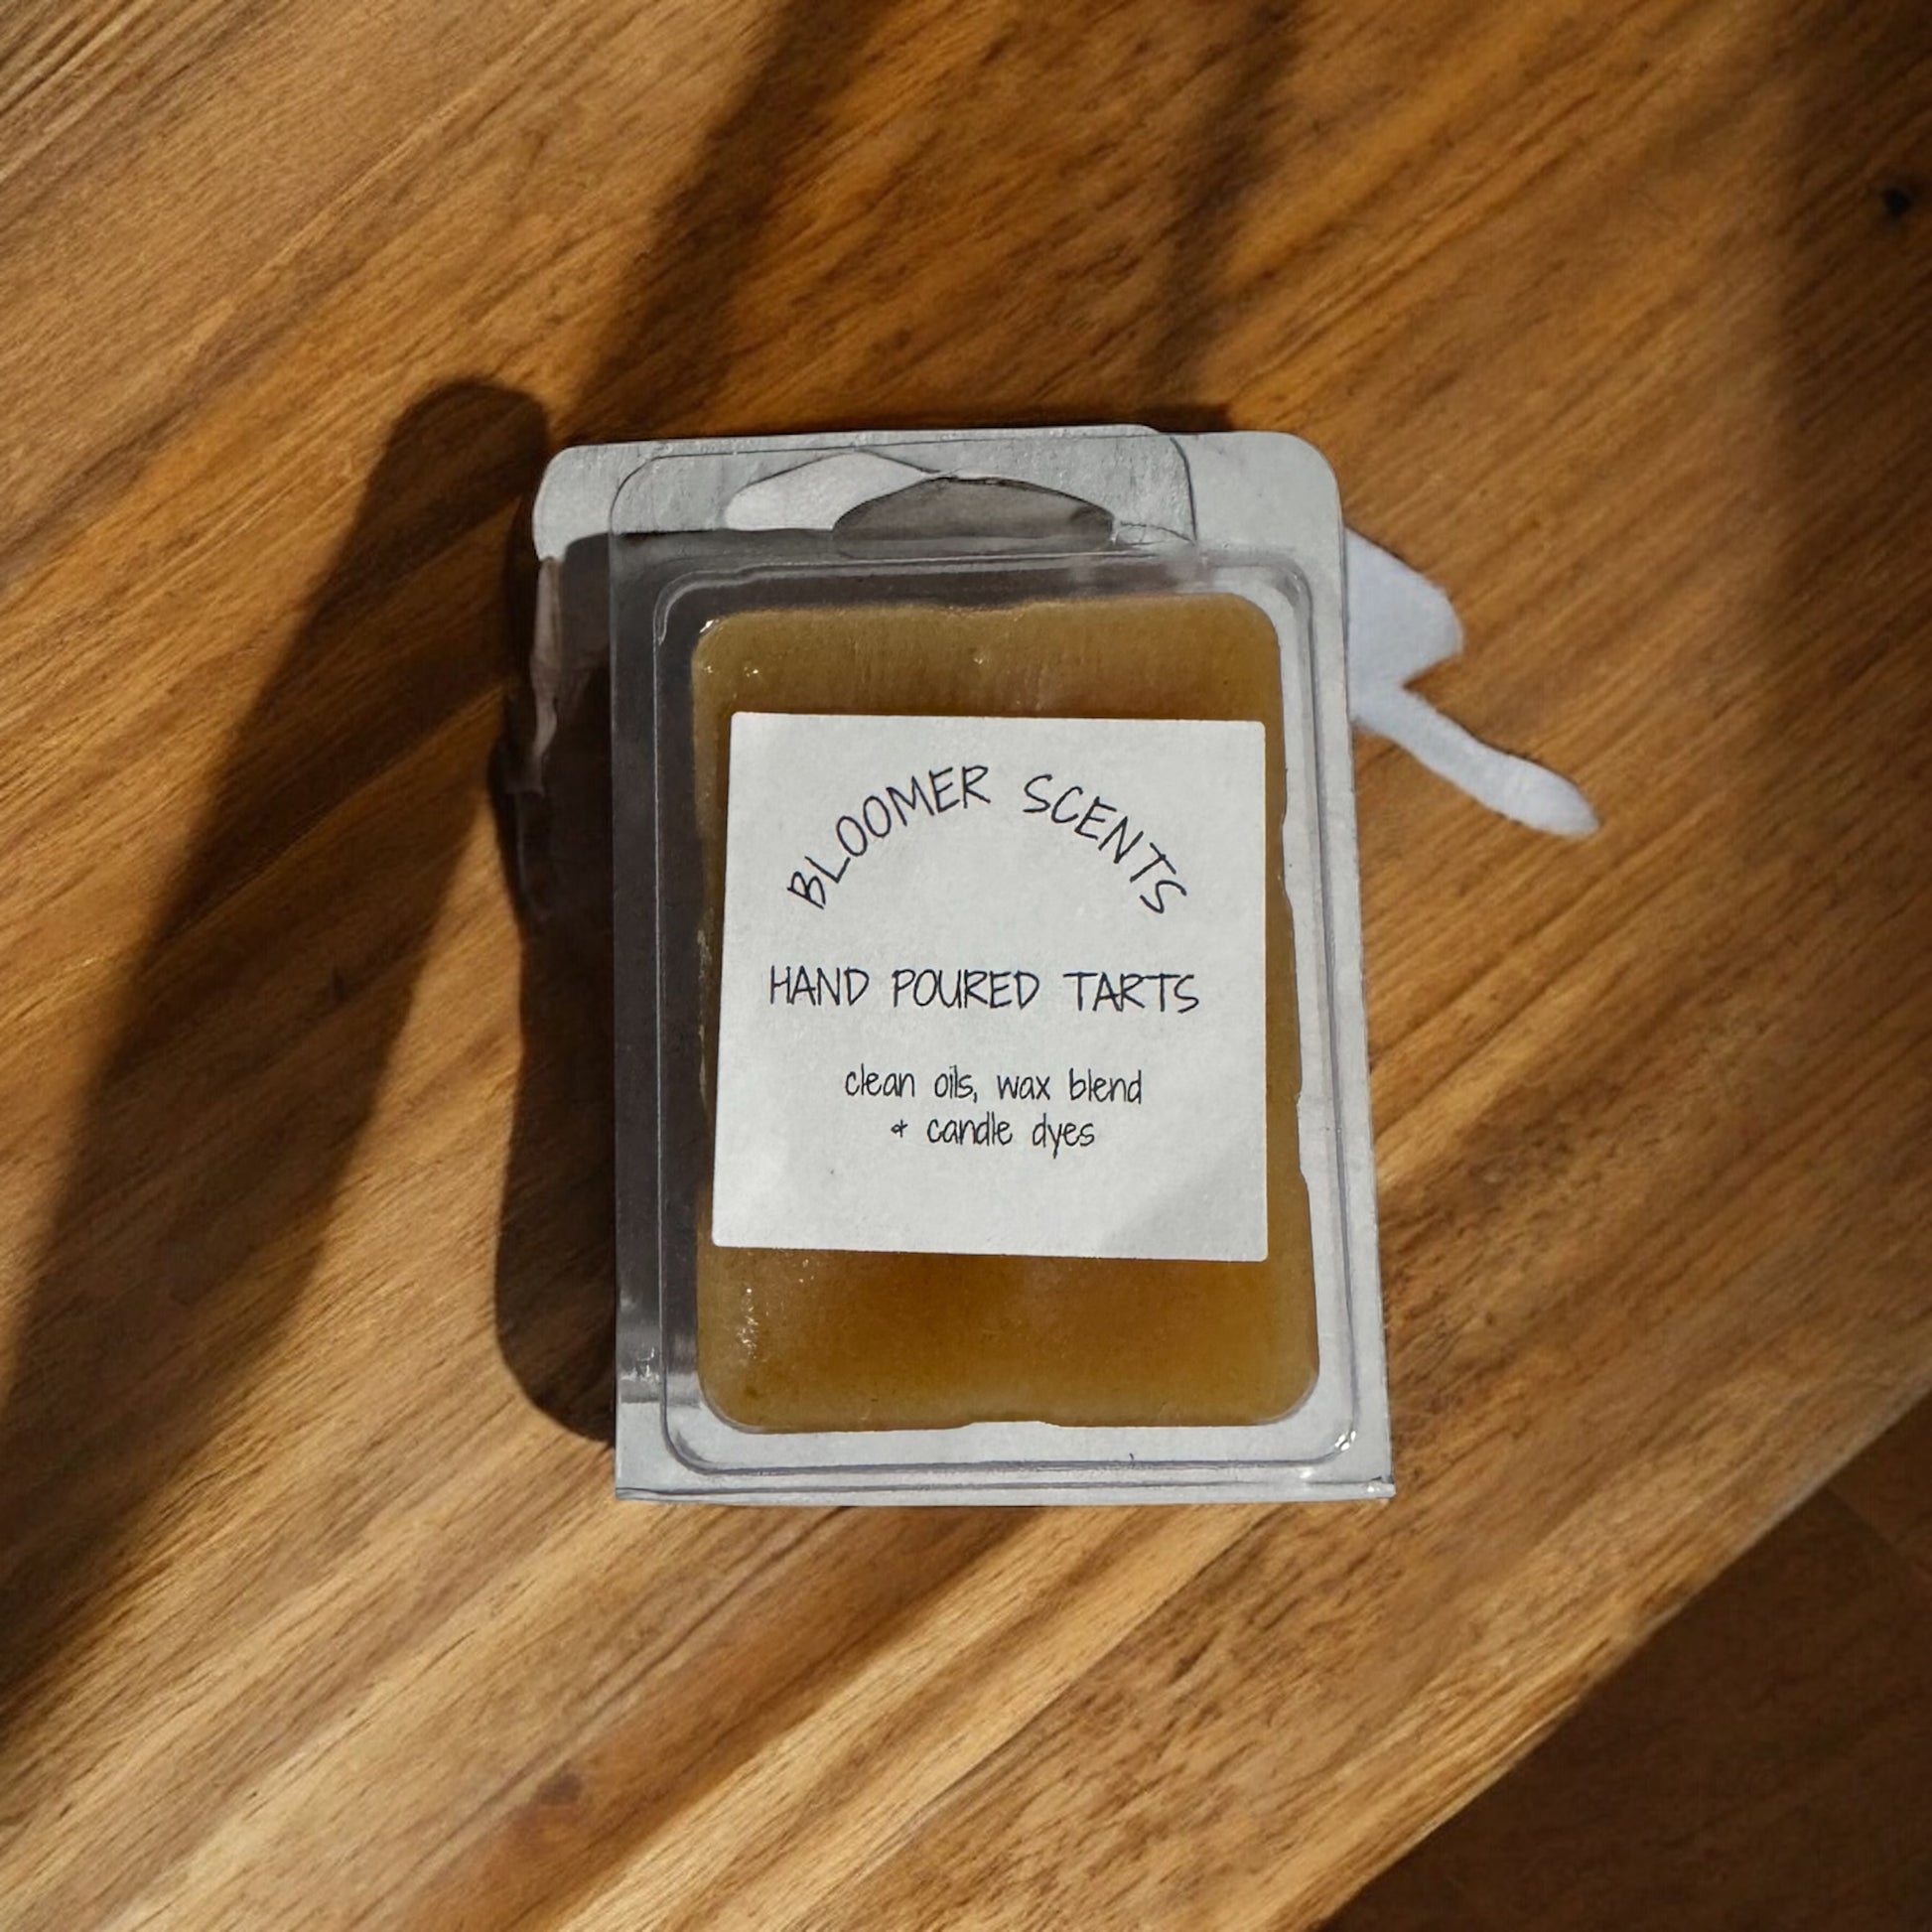 BLOOMER SCENTS
HAND POURED TARTS
clean oils, wax blend
& candle dyes